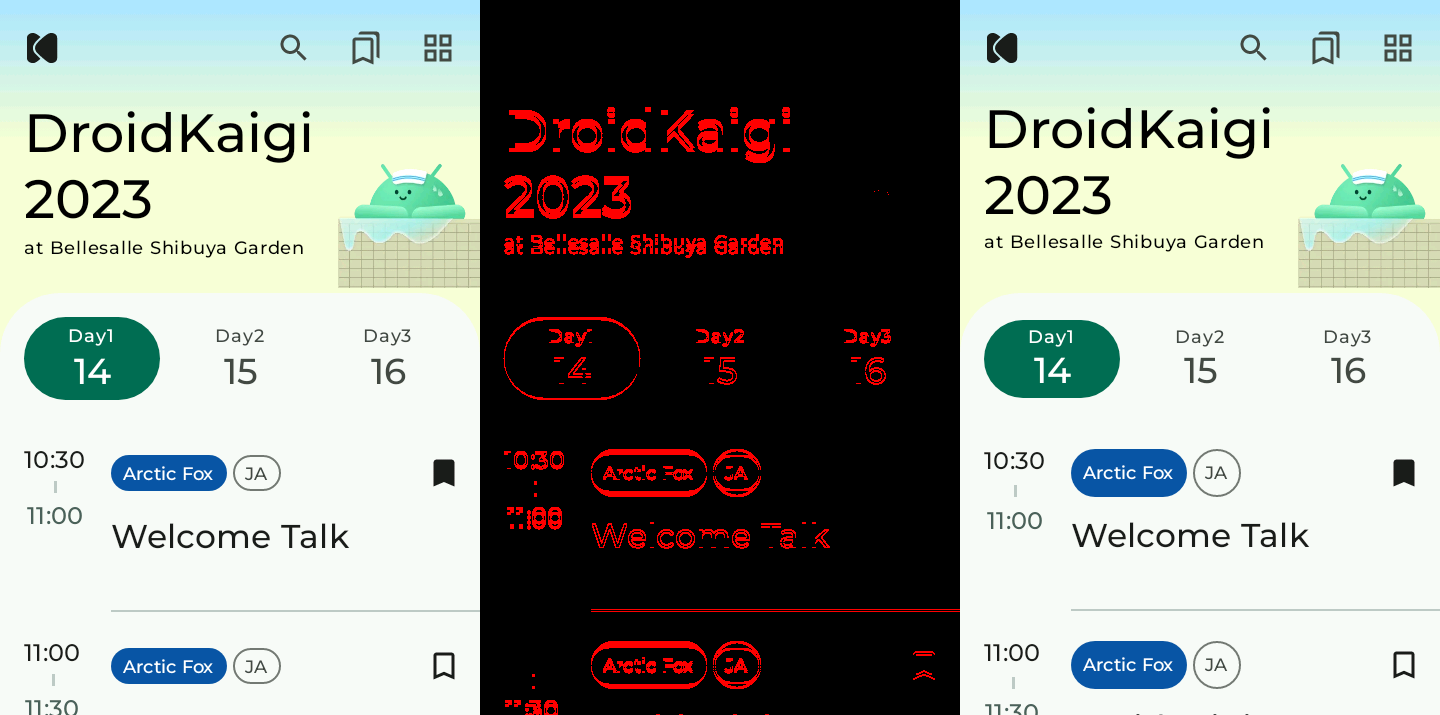 DroidKaigi
2023
at Bellesalle Shibuya Garden
Day1 Day2 Day3
14 15 16
10:30 Arctic Fox JA
11:00
Welcome Talk
11:00 Arctic Fox JA
11:30
DroidKaigi
2023
at Bellesalle Shibuya Garden
Day1 Day2 Day3
14 15 16
10:30 Arctic Fox JA
11:00
Welcome Talk
Arctic Fox JA
11:30
DroidKaigi
2023
at Bellesalle Shibuya Garden
Day1 Day2 Day3
14 15 16
10:30 Arctic Fox JA
11:00
Welcome Talk
11:00 Arctic Fox JA
11:30